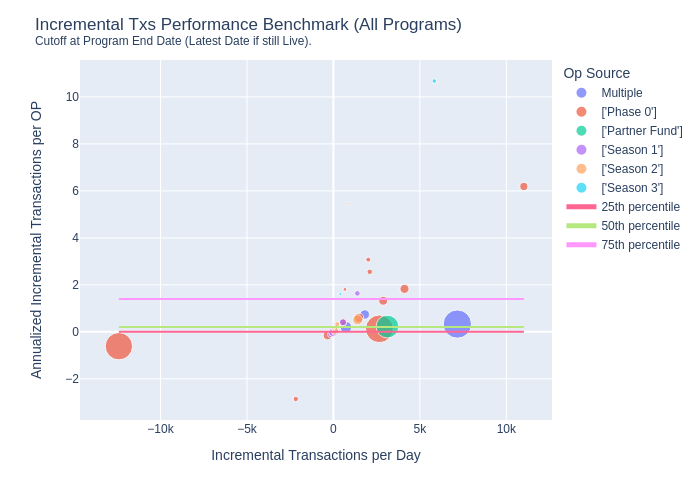 Incremental Txs Performance Benchmark (All Programs)
Cutoff at Program End Date (Latest Date if still Live).
Op Source
Multiple
['Phase 0']
['Partner Fund']
['Season 1']
['Season 2']
['Season 3']
25th percentile
50th percentile
75th percentile
Annualized Incremental Transactions per OP
10
8
6
4
2
0
−2
−10k
−5k
0
5k
10k
Incremental Transactions per Day